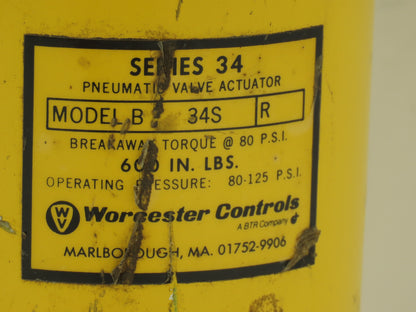 SERIES 34
PNEUMATIC VALVE ACTUATOR
MODEL B 34S R
BREAKAWAY TORQUE @ 80 P.S.I.
600 IN. LBS.
OPERATING PRESSURE: 80-125 P.S.I.
WV Worcester Controls
A BTR Company
MARLBOROUGH, MA. 01752-9906